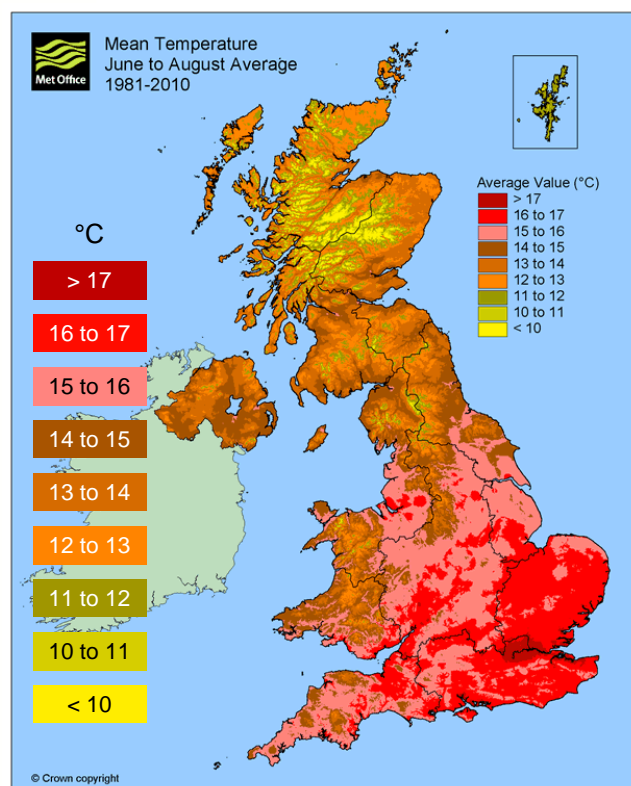 Met Office
Mean Temperature
June to August Average
1981-2010
Average Value (°C)
> 17
16 to 17
15 to 16
14 to 15
13 to 14
12 to 13
11 to 12
10 to 11
< 10
°C
> 17
16 to 17
15 to 16
14 to 15
13 to 14
12 to 13
11 to 12
10 to 11
< 10
© Crown copyright